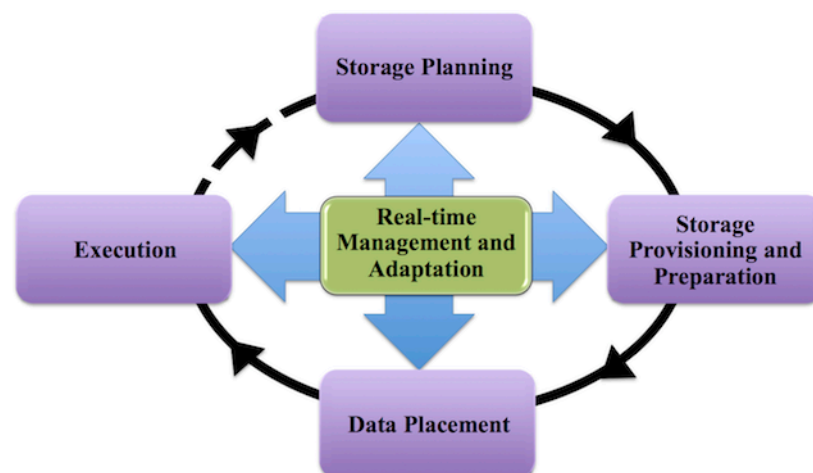 Storage Planning
Real-time
Management and
Adaptation
Execution
Storage
Provisioning and
Preparation
Data Placement